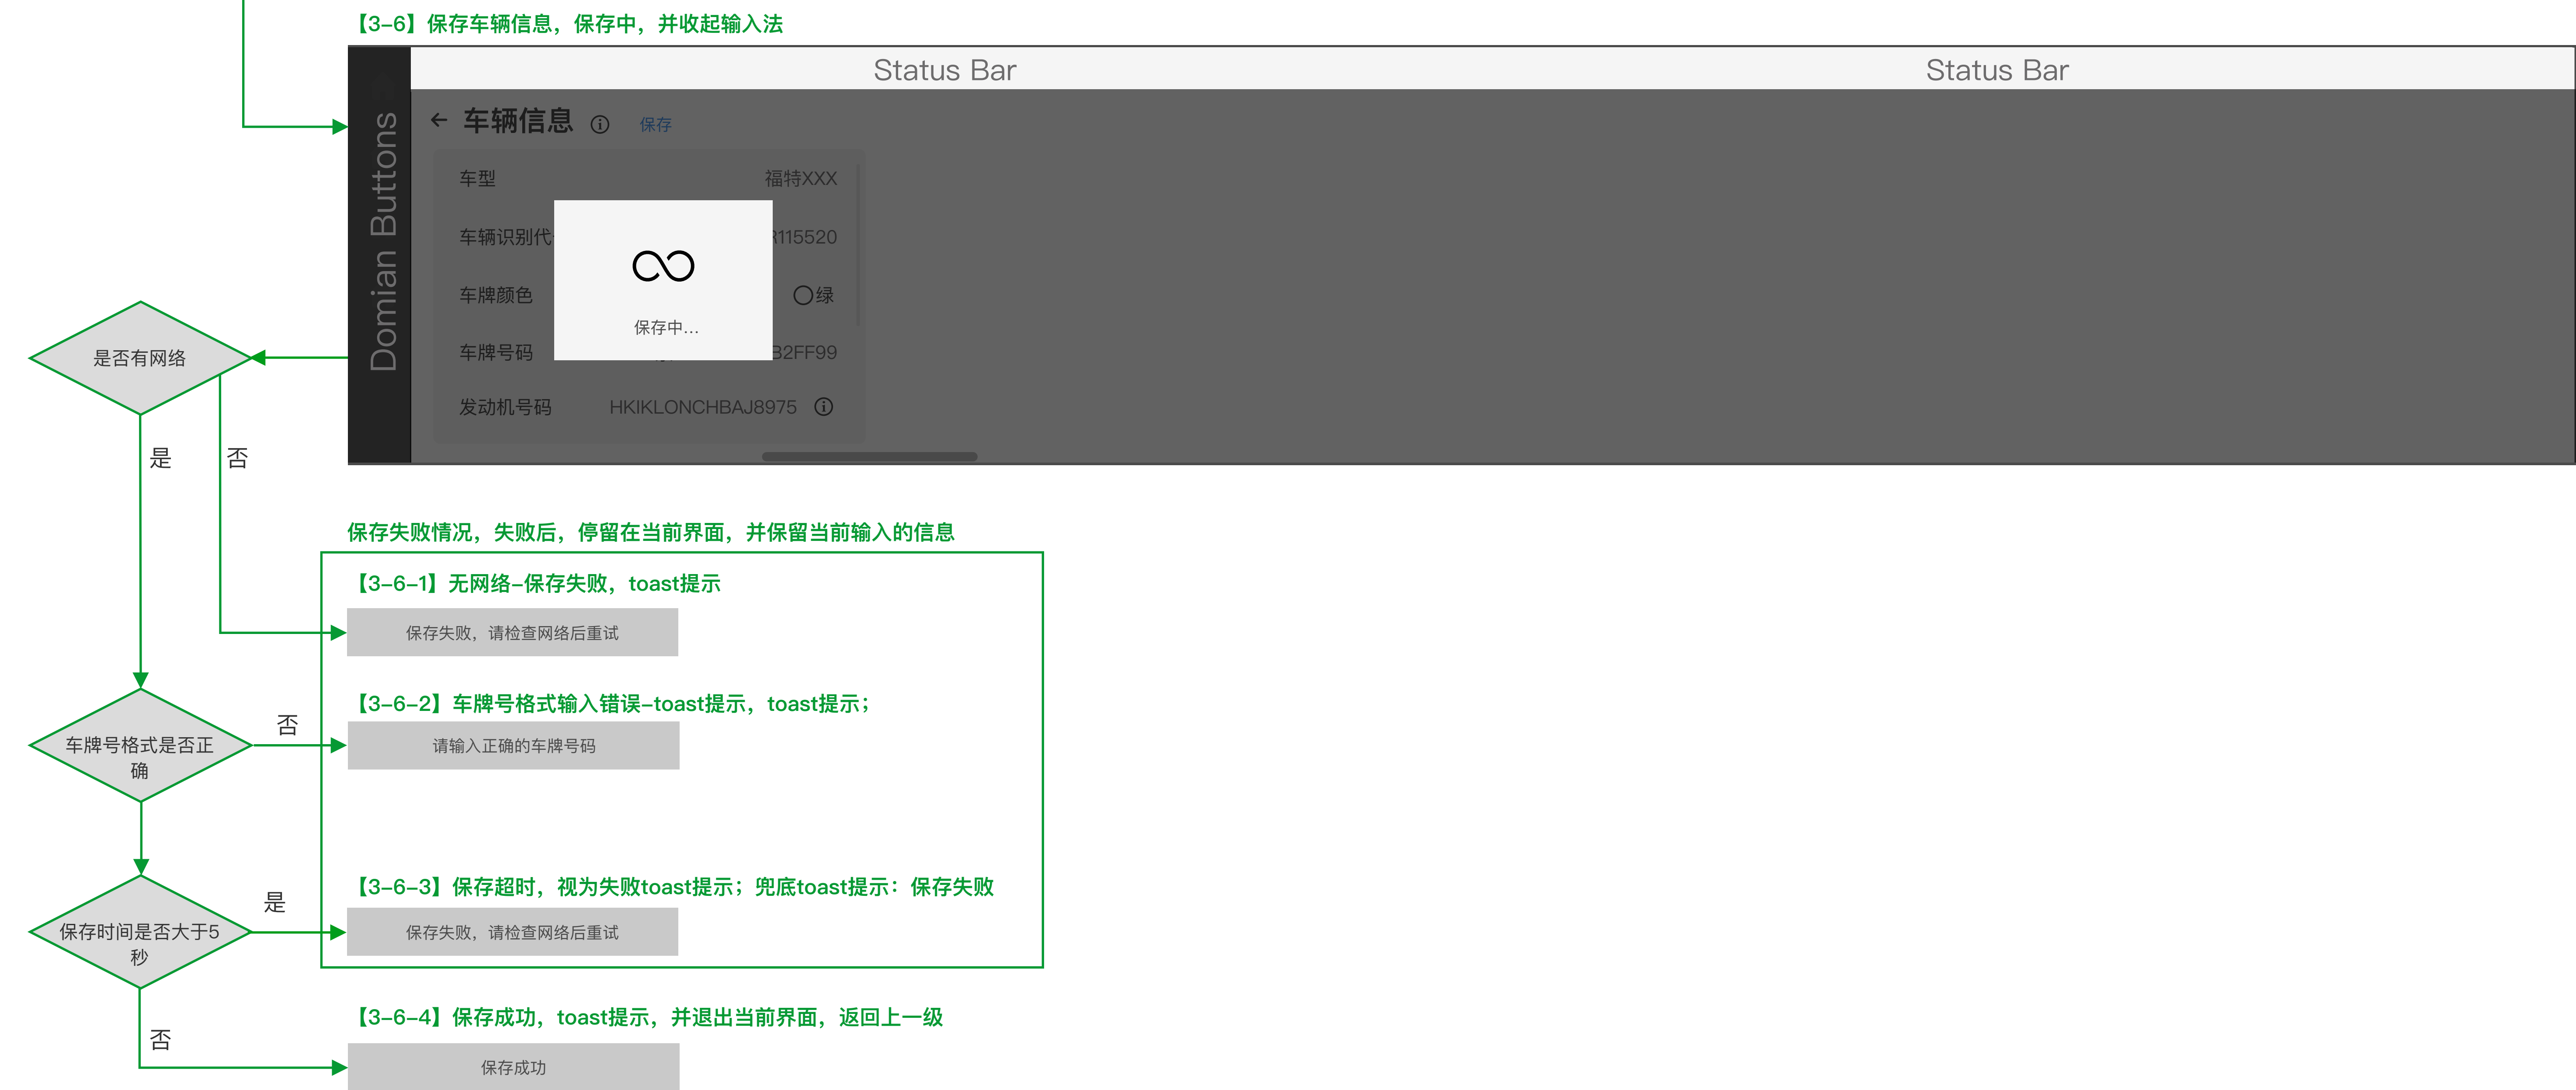 【3-6】保存车辆信息，保存中，并收起输入法
Status Bar
Status Bar
Domian Buttons
车辆信息
保存
车型
福特XXX
车辆识别代
115520
车牌颜色
绿
保存中...
车牌号码
B2FF99
发动机号码
HKIKLONCHBAJ8975
是否有网络
是
否
保存失败情况，失败后，停留在当前界面，并保留当前输入的信息
【3-6-1】无网络-保存失败，toast提示
保存失败，请检查网络后重试
【3-6-2】车牌号格式输入错误-toast提示，toast提示；
否
车牌号格式是否正
确
请输入正确的车牌号码
【3-6-3】保存超时，视为失败toast提示；兜底toast提示：保存失败
是
保存时间是否大于5
秒
保存失败，请检查网络后重试
【3-6-4】保存成功，toast提示，并退出当前界面，返回上一级
否
保存成功